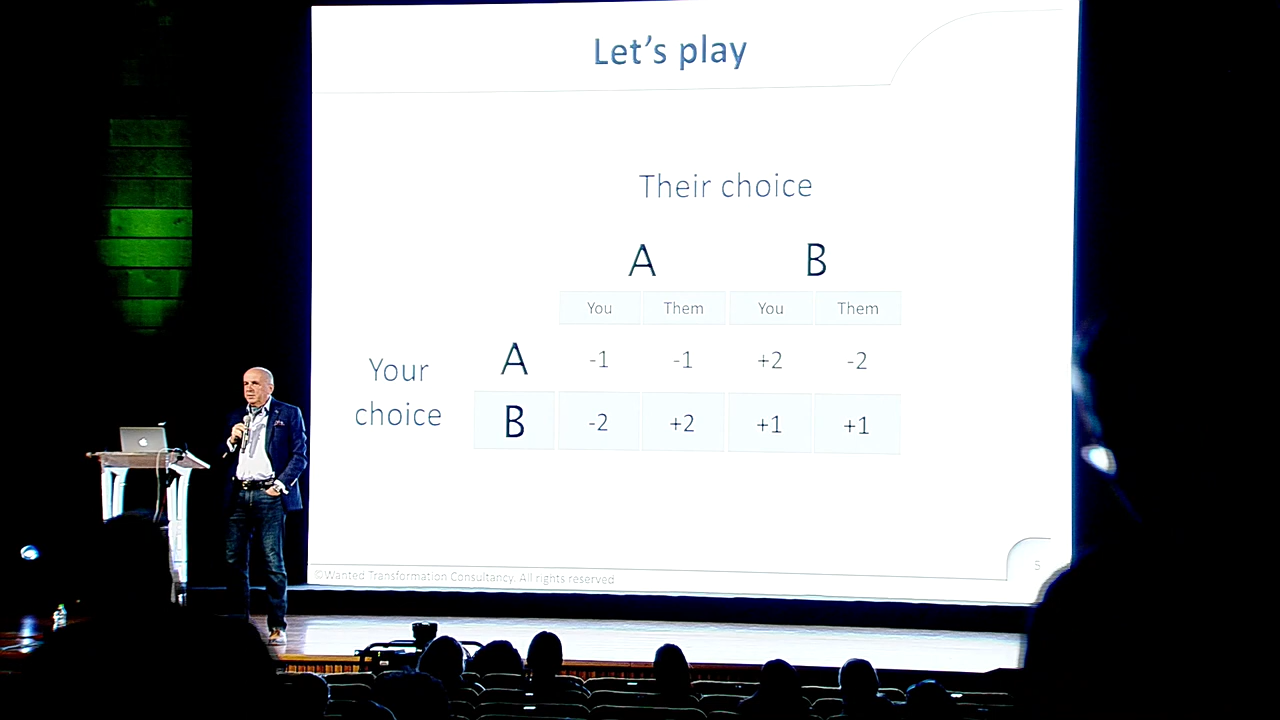 Let's play
Their choice
A B
You Them You Them
Your choice
A -1 -1 +2 -2
B -2 +2 +1 +1
©Wanted Transformation Consultancy. All rights reserved
5